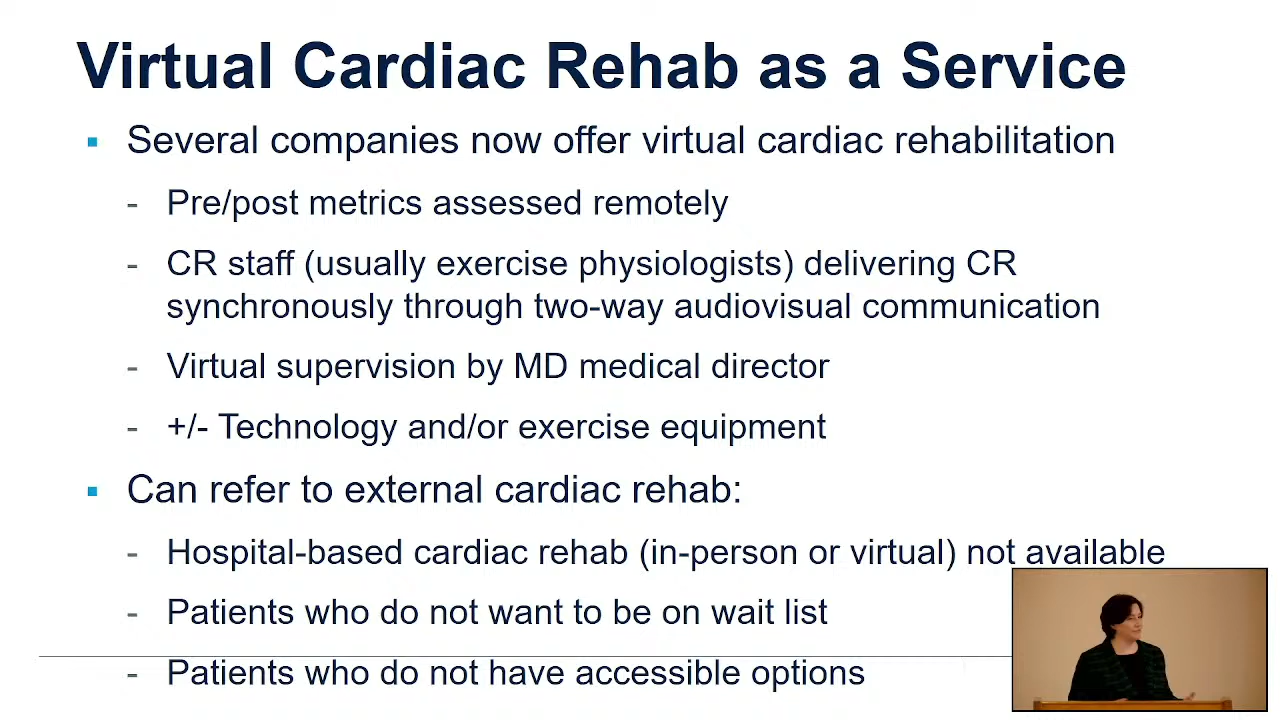 Virtual Cardiac Rehab as a Service
▪ Several companies now offer virtual cardiac rehabilitation
- Pre/post metrics assessed remotely
- CR staff (usually exercise physiologists) delivering CR
synchronously through two-way audiovisual communication
- Virtual supervision by MD medical director
- +/- Technology and/or exercise equipment
▪ Can refer to external cardiac rehab:
- Hospital-based cardiac rehab (in-person or virtual) not available
- Patients who do not want to be on wait list
- Patients who do not have accessible options